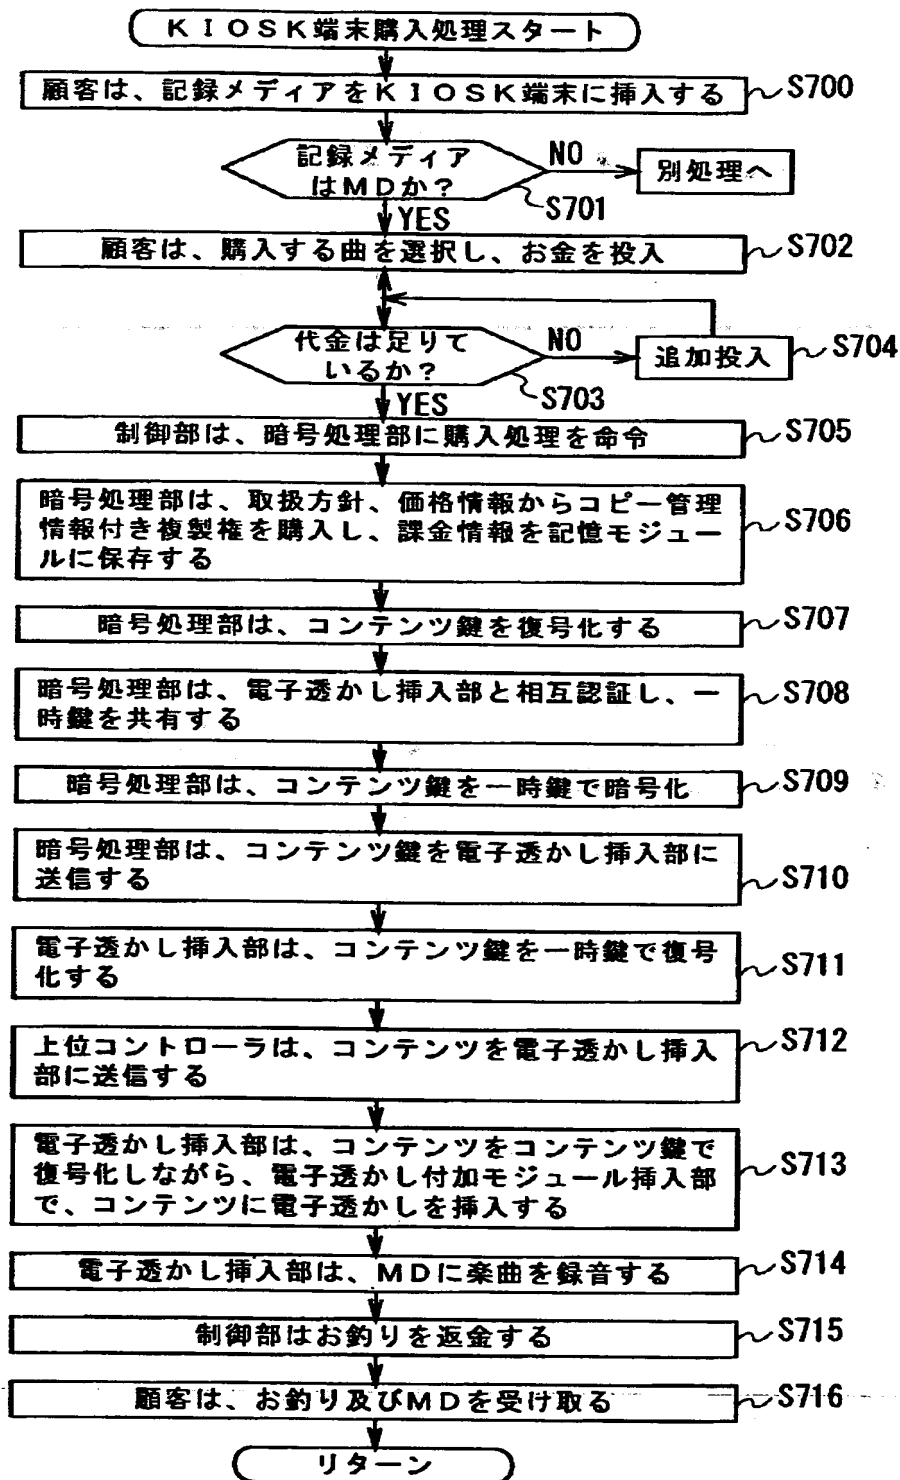 KIOSK端末購入処理スタート
顧客は、記録メディアをKIOSK端末に挿入する
S700
記録メディア
はMDか?
NO
別処理へ
S701
YES
顧客は、購入する曲を選択し、お金を投入
S702
代金は足りて
いるか?
NO
追加投入
S704
S703
YES
制御部は、暗号処理部に購入処理を命令
S705
暗号処理部は、取扱方針、価格情報からコピー管理
情報付き複製権を購入し、課金情報を記憶モジュー
ルに保存する
S706
暗号処理部は、コンテンツ鍵を復号化する
S707
暗号処理部は、電子透かし挿入部と相互認証し、一
時鍵を共有する
S708
暗号処理部は、コンテンツ鍵を一時鍵で暗号化
S709
暗号処理部は、コンテンツ鍵を電子透かし挿入部に
送信する
S710
電子透かし挿入部は、コンテンツ鍵を一時鍵で復号
化する
S711
上位コントローラは、コンテンツを電子透かし挿入
部に送信する
S712
電子透かし挿入部は、コンテンツをコンテンツ鍵で
復号化しながら、電子透かし付加モジュール挿入部
で、コンテンツに電子透かしを挿入する
S713
電子透かし挿入部は、MDに楽曲を録音する
S714
制御部はお釣りを返金する
S715
顧客は、お釣り及びMDを受け取る
S716
リターン